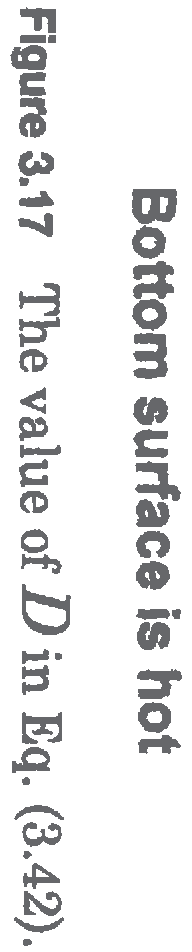 Bottom surface is hot
Figure 3.17 The value of D in Eq. (3.42).